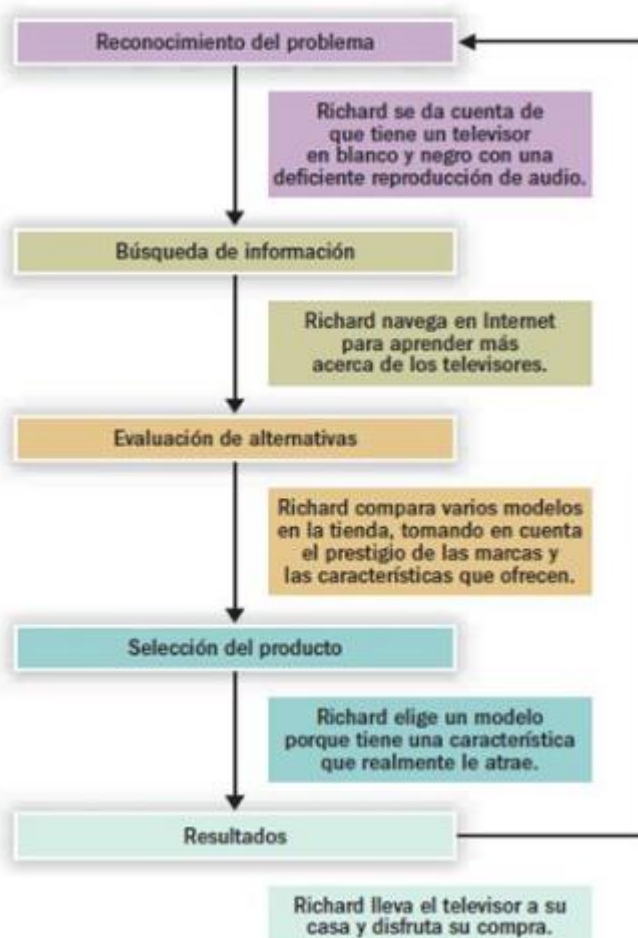 Reconocimiento del problema
Richard se da cuenta de
que tiene un televisor
en blanco y negro con una
deficiente reproducción de audio.
Búsqueda de información
Richard navega en Internet
para aprender más
acerca de los televisores.
Evaluación de alternativas
Richard compara varios modelos
en la tienda, tomando en cuenta
el prestigio de las marcas y
las características que ofrecen.
Selección del producto
Richard elige un modelo
porque tiene una característica
que realmente le atrae.
Resultados
Richard lleva el televisor a su
casa y disfruta su compra.